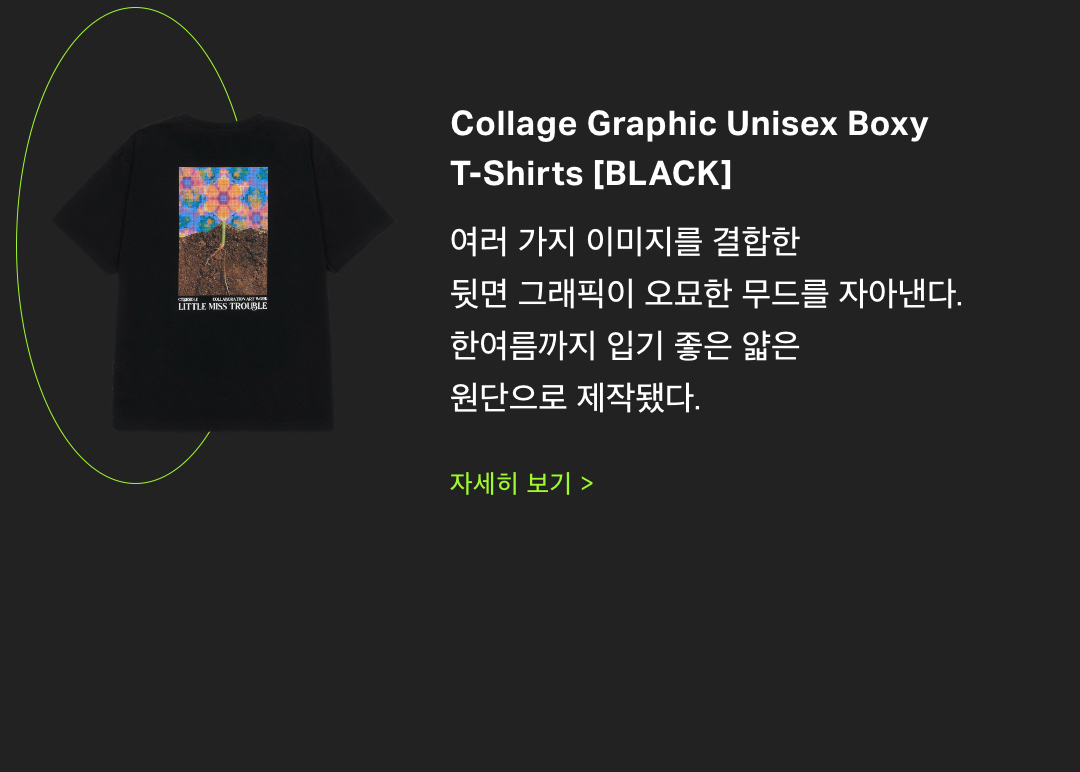 Collage Graphic Unisex Boxy
T-Shirts [BLACK]
여러 가지 이미지를 결합한
뒷면 그래픽이 오묘한 무드를 자아낸다.
한여름까지 입기 좋은 얇은
원단으로 제작됐다.
자세히 보기 >
COLLABORATION ART WORK
LITTLE MISS TROUBLE